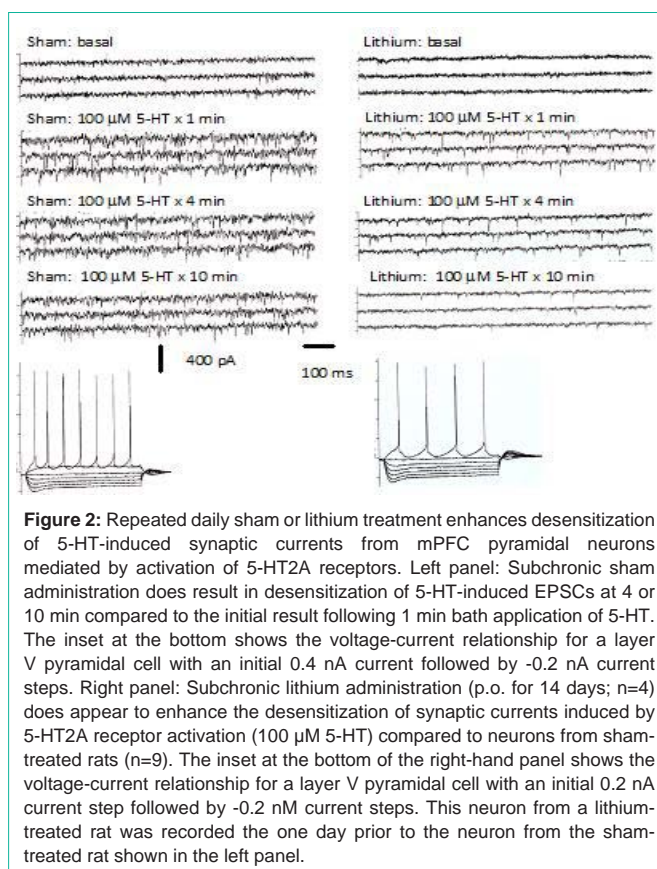 Sham: basal
Lithium: basal
Sham: 100 µM 5-HT x 1 min
Lithium: 100 µM 5-HT x 1 min
Sham: 100 µM 5-HT x 4 min
Lithium: 100 µM 5-HT x 4 min
Sham: 100 µM 5-HT x 10 min
Lithium: 100 µM 5-HT x 10 min
400 pA
100 ms
Figure 2: Repeated daily sham or lithium treatment enhances desensitization
of 5-HT-induced synaptic currents from mPFC pyramidal neurons
mediated by activation of 5-HT2A receptors. Left panel: Subchronic sham
administration does result in desensitization of 5-HT-induced EPSCs at 4 or
10 min compared to the initial result following 1 min bath application of 5-HT.
The inset at the bottom shows the voltage-current relationship for a layer
V pyramidal cell with an initial 0.4 nA current followed by -0.2 nA current
steps. Right panel: Subchronic lithium administration (p.o. for 14 days; n=4)
does appear to enhance the desensitization of synaptic currents induced by
5-HT2A receptor activation (100 µM 5-HT) compared to neurons from sham-
treated rats (n=9). The inset at the bottom of the right-hand panel shows the
voltage-current relationship for a layer V pyramidal cell with an initial 0.2 nA
current step followed by -0.2 nM current steps. This neuron from a lithium-
treated rat was recorded the one day prior to the neuron from the sham-
treated rat shown in the left panel.